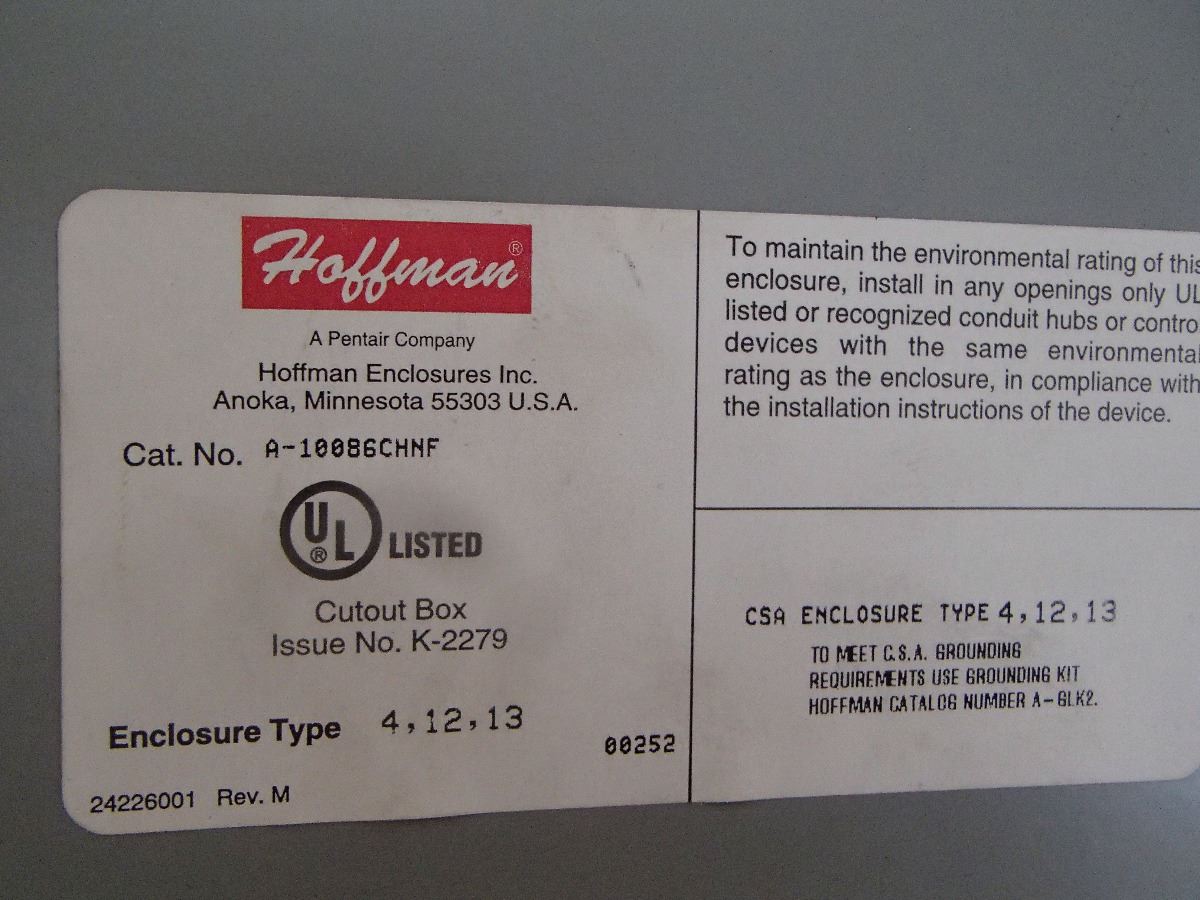 Hoffman®
A Pentair Company
Hoffman Enclosures Inc.
Anoka, Minnesota 55303 U.S.A.
Cat. No. A-10086CHNF
UL® LISTED
Cutout Box
Issue No. K-2279
Enclosure Type 4,12,13
00252
24226001 Rev. M
To maintain the environmental rating of this
enclosure, install in any openings only UL
listed or recognized conduit hubs or contro
devices with the same environmental
rating as the enclosure, in compliance with
the installation instructions of the device.
CSA ENCLOSURE TYPE 4,12,13
TO MEET C.S.A. GROUNDING
REQUIREMENTS USE GROUNDING KIT
HOFFMAN CATALOG NUMBER A-GLK2.